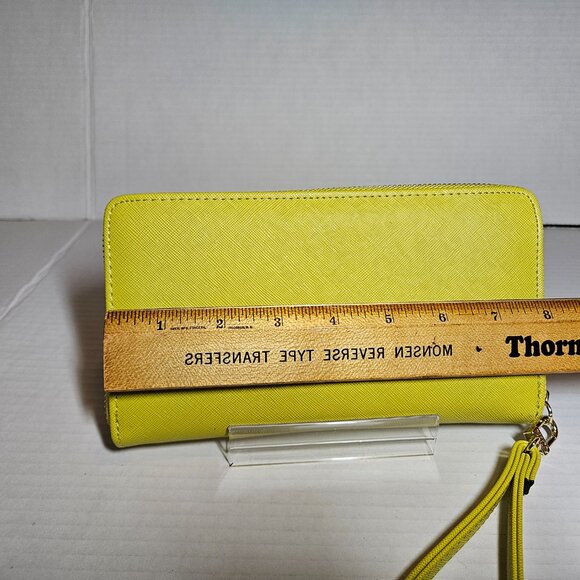 1 2 3 4 5 6 7 8
MONSEN REVERSE TYPE TRANSFERS
Thorn